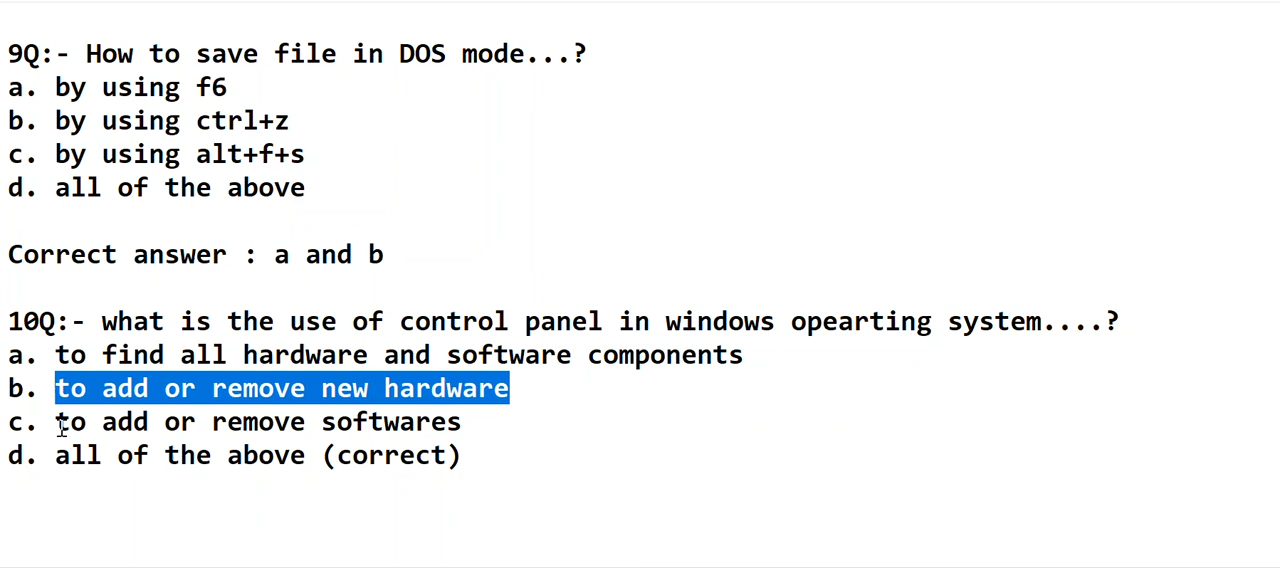 9Q:- How to save file in DOS mode...?
a. by using f6
b. by using ctrl+z
c. by using alt+f+s
d. all of the above
Correct answer : a and b
10Q:- what is the use of control panel in windows opearting system....?
a. to find all hardware and software components
b. to add or remove new hardware
c. to add or remove softwares
d. all of the above (correct)